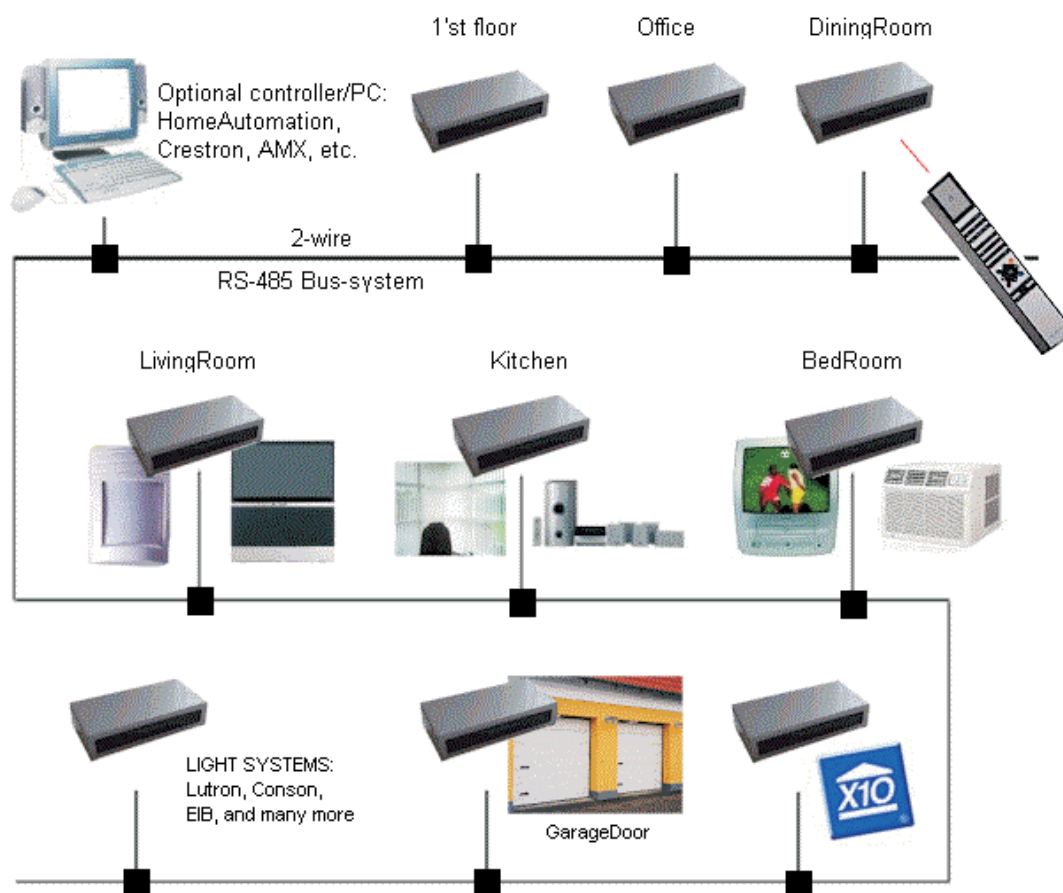 1'st floor
Office
DiningRoom
Optional controller/PC:
HomeAutomation,
Crestron, AMX, etc.
2-wire
RS-485 Bus-system
LivingRoom
Kitchen
BedRoom
LIGHT SYSTEMS:
Lutron, Conson,
EIB, and many more
GarageDoor
X10
®